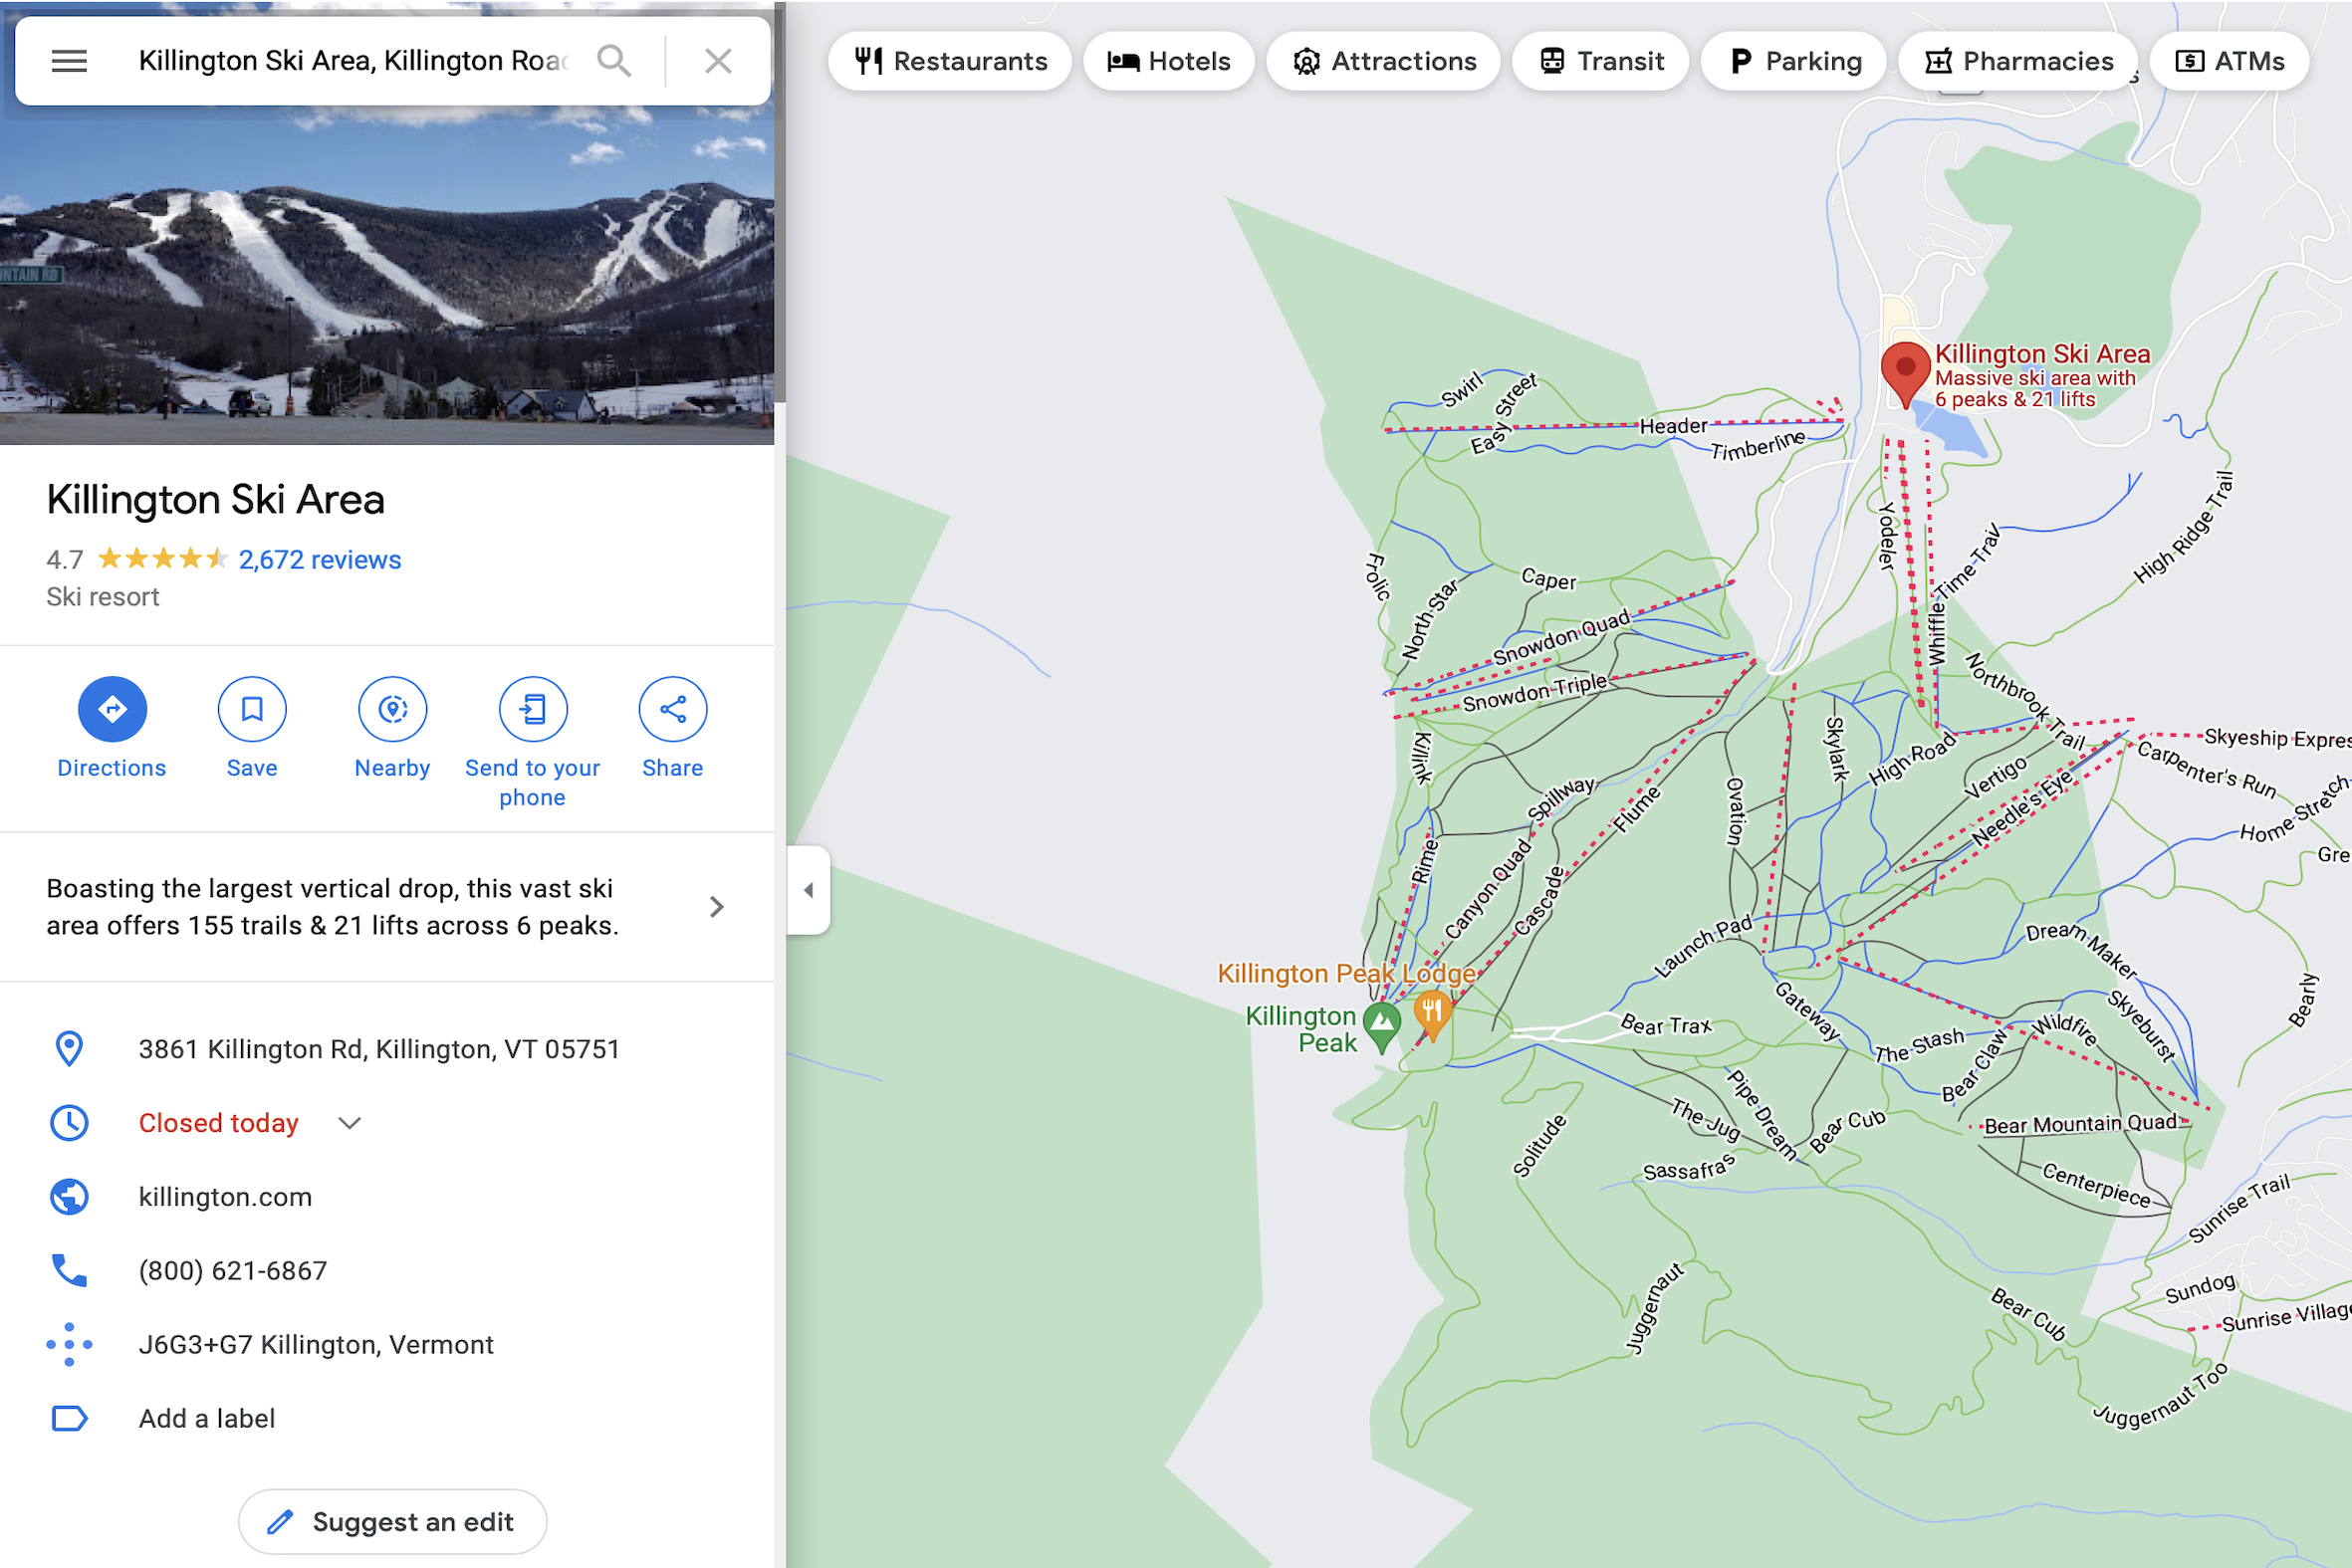 Killington Ski Area, Killington Road
Restaurants
Hotels
Attractions
Transit
Parking
Pharmacies
ATMs
NTAIN RD
Killington Ski Area
4.7
2,672 reviews
Ski resort
Directions
Save
Nearby
Send to your
phone
Share
Boasting the largest vertical drop, this vast ski
area offers 155 trails & 21 lifts across 6 peaks.
3861 Killington Rd, Killington, VT 05751
Closed today
killington.com
(800) 621-6867
J6G3+G7 Killington, Vermont
Add a label
Suggest an edit
Killington Ski Area
Massive ski area with
6 peaks & 21 lifts
Swirl
Easy Street
Header
Timberline
Frolic
North Star
Caper
Snowdon Quad
Snowdon Triple
Yodeler
Time Trav
Whiffle
High Ridge Trail
Northbrook Trail
Skyeship Expres
Killink
Skylark
High Road
Vertigo
Needle's Eye
Carpenter's Run
Home Stretch
Gre
Ovation
Spillway
Flume
Rime
Canyon Quad
Cascade
Launch Pad
Dream Maker
Killington Peak Lodge
Killington
Peak
Gateway
Bear Trax
The Stash
Bear Claw
Wildfire
Skyeburst
Bearly
Pipe Dream
The Jug
Bear Cub
Bear Mountain Quad
Solitude
Sassafras
Centerpiece
Sunrise Trail
Juggernaut
Bear Cub
Sundog
Sunrise Village
Juggernaut Too